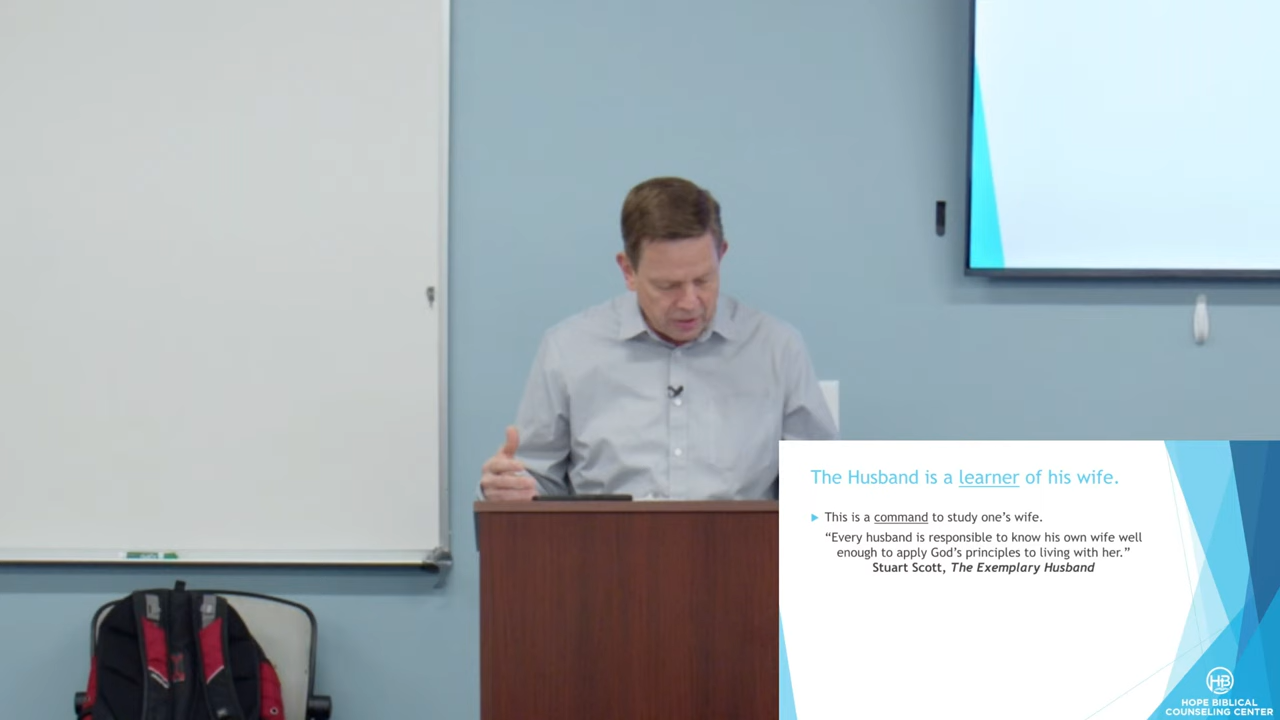 The Husband is a learner of his wife.
This is a command to study one’s wife.
“Every husband is responsible to know his own wife well
enough to apply God’s principles to living with her.”
Stuart Scott, The Exemplary Husband
HB
HOPE BIBLICAL
COUNSELING CENTER